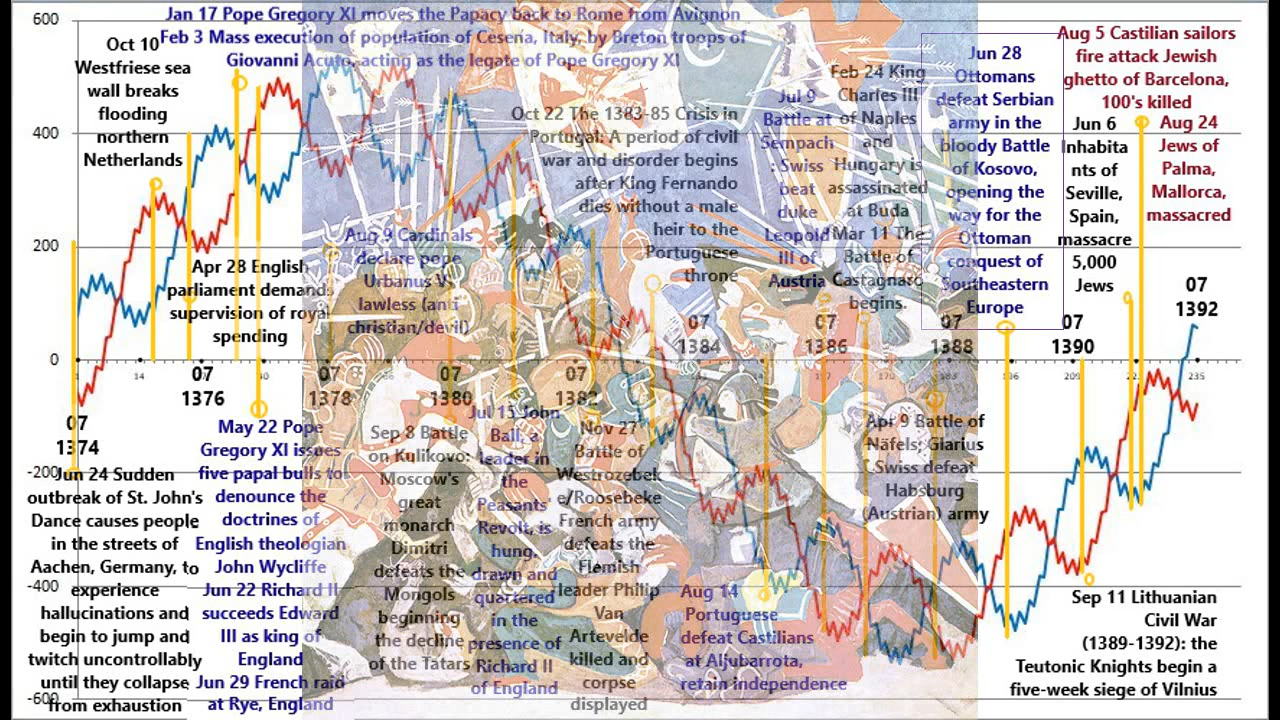 600
400
200
0
-200
-400
-600
Jan 17 Pope Gregory XI moves the Papacy back to Rome from Avignon
Feb 3 Mass execution of population of Cesena, Italy, by Breton troops of
Giovanni Acuto, acting as the legate of Pope Gregory XI
Oct 10
Westfriese sea
wall breaks
flooding
northern
Netherlands
Apr 28 English
parliament demands
supervision of royal
spending
Aug 9 Cardinals
declare pope
Urbanus VI
lawless (anti
christian/devil)
Oct 22 The 1383-85 Crisis in
Portugal: A period of civil
war and disorder begins
after King Fernando
dies without a male
heir to the
Portuguese
throne
Jul 9
Battle at
Sempach
: Swiss
beat
duke
Leopold
III of
Austria
Feb 24 King
Charles III
of Naples
and
Hungary is
assassinated
at Buda
Mar 11 The
Battle of
Castagnaro
begins.
Jun 28
Ottomans
defeat Serbian
army in the
bloody Battle
of Kosovo,
opening the
way for the
Ottoman
conquest of
Southeastern
Europe
Aug 5 Castilian sailors
fire attack Jewish
ghetto of Barcelona,
100's killed
Jun 6
Inhabita
nts of
Seville,
Spain,
massacre
5,000
Jews
Aug 24
Jews of
Palma,
Mallorca,
massacred
07
1374
07
1376
07
1378
07
1380
07
1382
07
1384
07
1386
07
1388
07
1390
07
1392
14
170
183
196
209
235
Jun 24 Sudden
outbreak of St. John's
Dance causes people
in the streets of
Aachen, Germany, to
experience
hallucinations and
begin to jump and
twitch uncontrollably
until they collapse
from exhaustion
May 22 Pope
Gregory XI issues
five papal bulls to
denounce the
doctrines of
English theologian
John Wycliffe
Jun 22 Richard II
succeeds Edward
III as king of
England
Jun 29 French raid
at Rye, England
Sep 8 Battle
on Kulikovo:
Moscow's
great
monarch
Dimitri
defeats the
Mongols
beginning
the decline
of the Tatars
Jul 15 John
Ball, a
leader in
the
Peasants'
Revolt, is
hung,
drawn and
quartered
in the
presence of
Richard II
of England
Nov 27
Battle of
Westrozebek
e/Roosebeke
French army
defeats the
Flemish
leader Philip
Van
Artevelde
killed and
corpse
displayed
Aug 14
Portuguese
defeat Castilians
at Aljubarrota,
retain independence
Apr 9 Battle of
Näfels; Glarius
Swiss defeat
Habsburg
(Austrian) army
Sep 11 Lithuanian
Civil War
(1389-1392): the
Teutonic Knights begin a
five-week siege of Vilnius